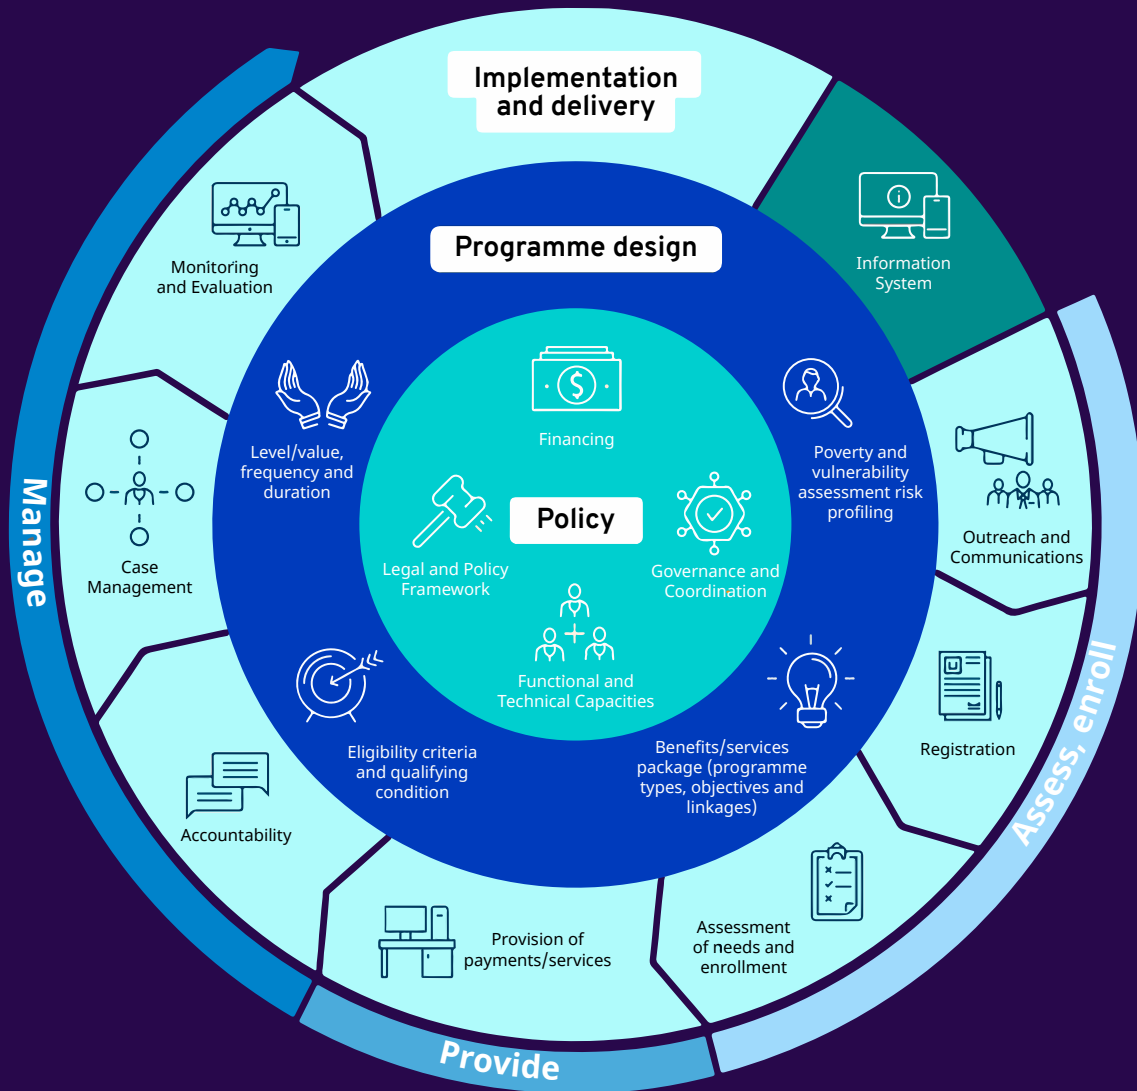 Implementation
and delivery
Information
System
Monitoring
and Evaluation
Programme design
Level/value,
frequency and
duration
Financing
Poverty and
vulnerability
assessment risk
profiling
Outreach and
Communications
Policy
Legal and Policy
Framework
Governance and
Coordination
Functional and
Technical Capacities
Case
Management
Manage
Eligibility criteria
and qualifying
condition
Benefits/services
package (programme
types, objectives and
linkages)
Registration
Assess, enroll
Accountability
Provision of
payments/services
Assessment
of needs and
enrollment
Provide